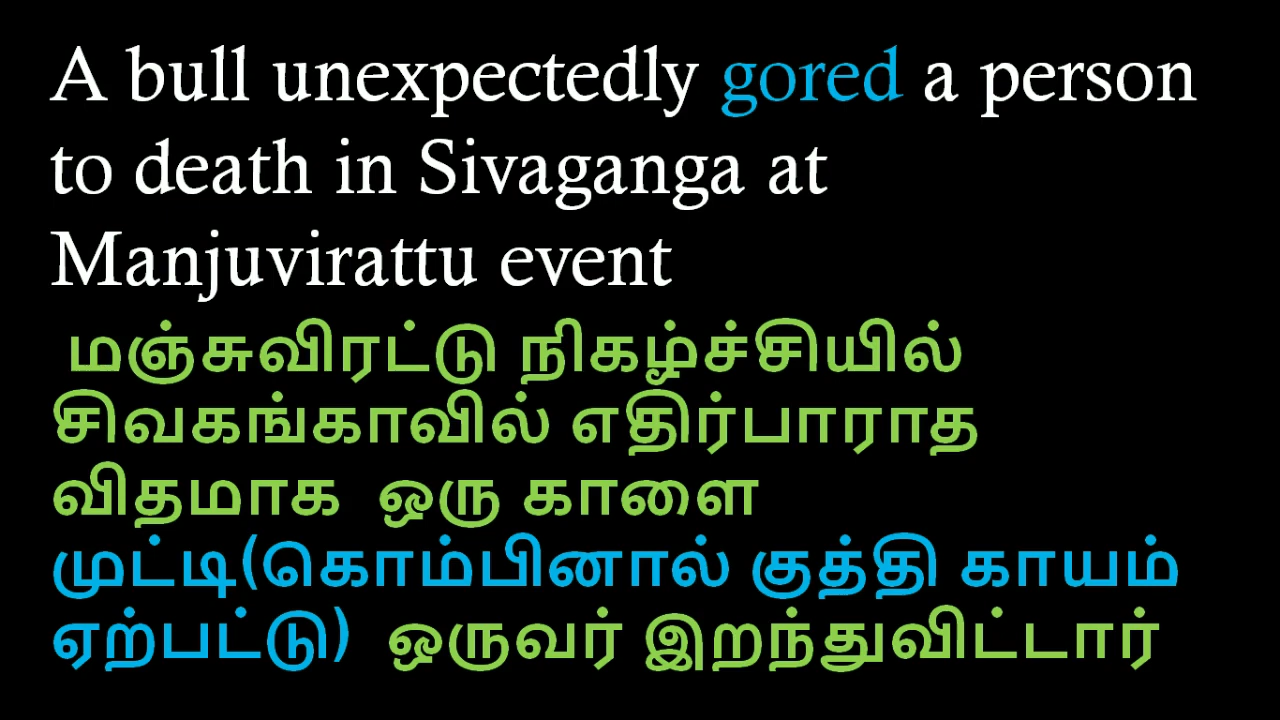 A bull unexpectedly gored a person
to death in Sivaganga at
Manjuvirattu event
மஞ்சுவிரட்டு நிகழ்ச்சியில்
சிவகங்காவில் எதிர்பாராத
விதமாக ஒரு காளை
முட்டி(கொம்பினால் குத்தி காயம்
ஏற்பட்டு) ஒருவர் இறந்துவிட்டார்